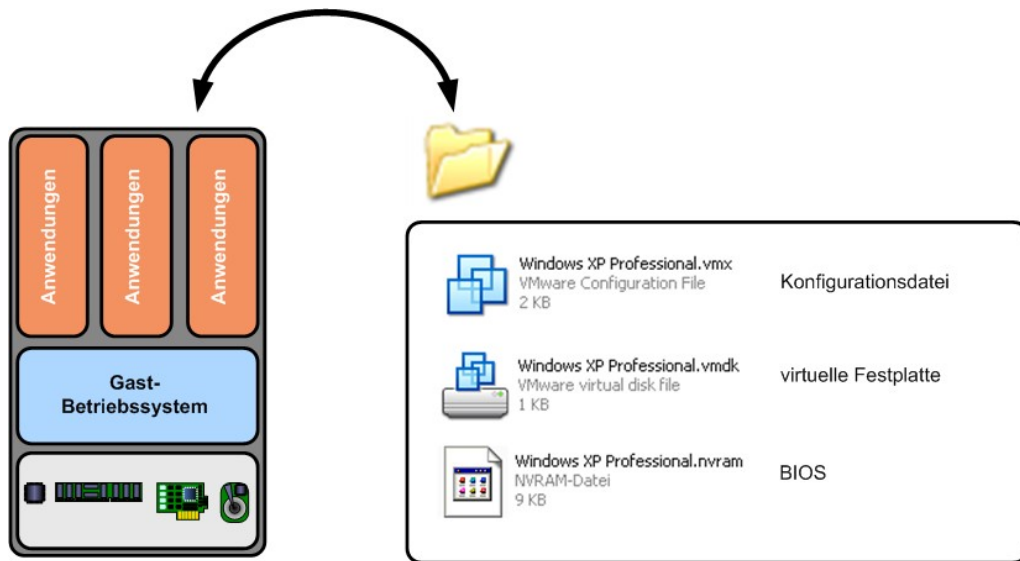 Anwendungen
Anwendungen
Anwendungen
Gast-
Betriebssystem
Windows XP Professional.vmx
VMware Configuration File
2 KB
Konfigurationsdatei
Windows XP Professional.vmdk
VMware virtual disk file
1 KB
virtuelle Festplatte
Windows XP Professional.nvram
NVRAM-Datei
9 KB
BIOS